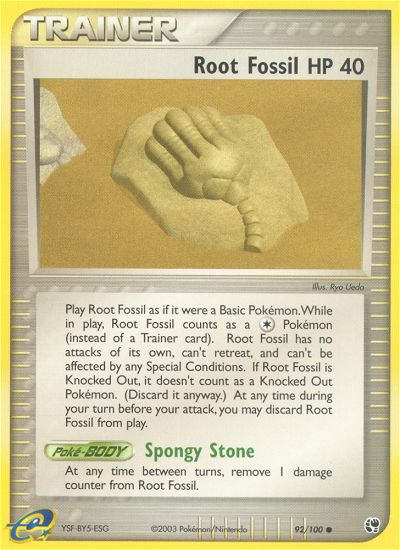 TRAINER
Root Fossil HP 40
Illus. Ryo Ueda
Play Root Fossil as if it were a Basic Pokémon.While
in play, Root Fossil counts as a Pokémon
(instead of a Trainer card). Root Fossil has no
attacks of its own, can't retreat, and can't be
affected by any Special Conditions. If Root Fossil is
Knocked Out, it doesn't count as a Knocked Out
Pokémon. (Discard it anyway.) At any time during
your turn before your attack, you may discard Root
Fossil from play.
Poké-BODY Spongy Stone
At any time between turns, remove 1 damage
counter from Root Fossil.
e YSF-BY5-ESG ©2003 Pokémon/Nintendo 92/100